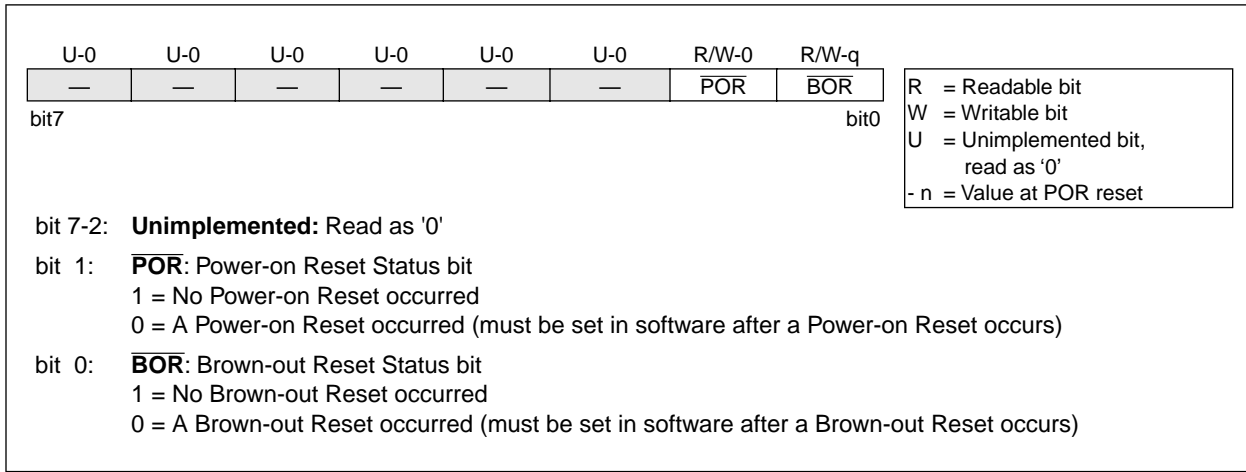 U-0 U-0 U-0 U-0 U-0 U-0 R/W-0 R/W-q
— — — — — — P̅O̅R̅ B̅O̅R̅
bit7 bit0
R = Readable bit
W = Writable bit
U = Unimplemented bit,
read as ‘0’
- n = Value at POR reset
bit 7-2: Unimplemented: Read as '0'
bit 1: P̅O̅R̅: Power-on Reset Status bit
1 = No Power-on Reset occurred
0 = A Power-on Reset occurred (must be set in software after a Power-on Reset occurs)
bit 0: B̅O̅R̅: Brown-out Reset Status bit
1 = No Brown-out Reset occurred
0 = A Brown-out Reset occurred (must be set in software after a Brown-out Reset occurs)